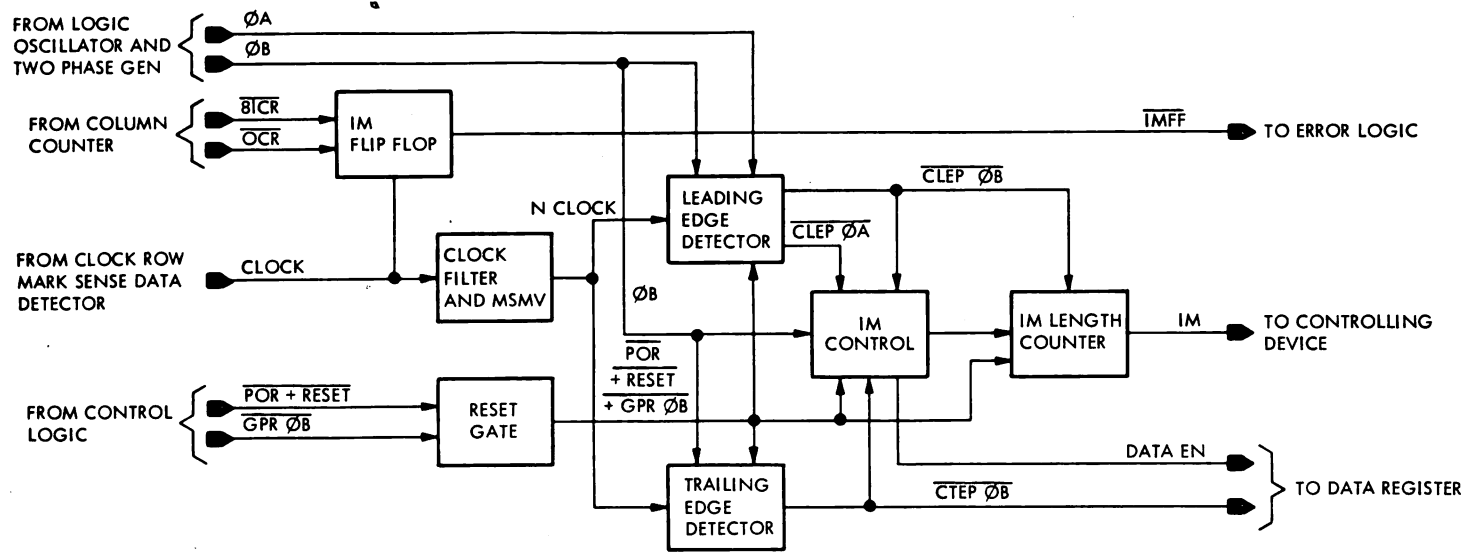 FROM LOGIC
OSCILLATOR AND
TWO PHASE GEN
ØA
ØB
FROM COLUMN
COUNTER
81CR
OCR
IM
FLIP FLOP
IMFF
TO ERROR LOGIC
FROM CLOCK ROW
MARK SENSE DATA
DETECTOR
CLOCK
CLOCK
FILTER
AND MSMV
N CLOCK
LEADING
EDGE
DETECTOR
CLEP ØB
CLEP ØA
ØB
IM
CONTROL
IM LENGTH
COUNTER
IM
TO CONTROLLING
DEVICE
FROM CONTROL
LOGIC
POR + RESET
GPR ØB
RESET
GATE
POR
+ RESET
+ GPR ØB
TRAILING
EDGE
DETECTOR
DATA EN
CTEP ØB
TO DATA REGISTER